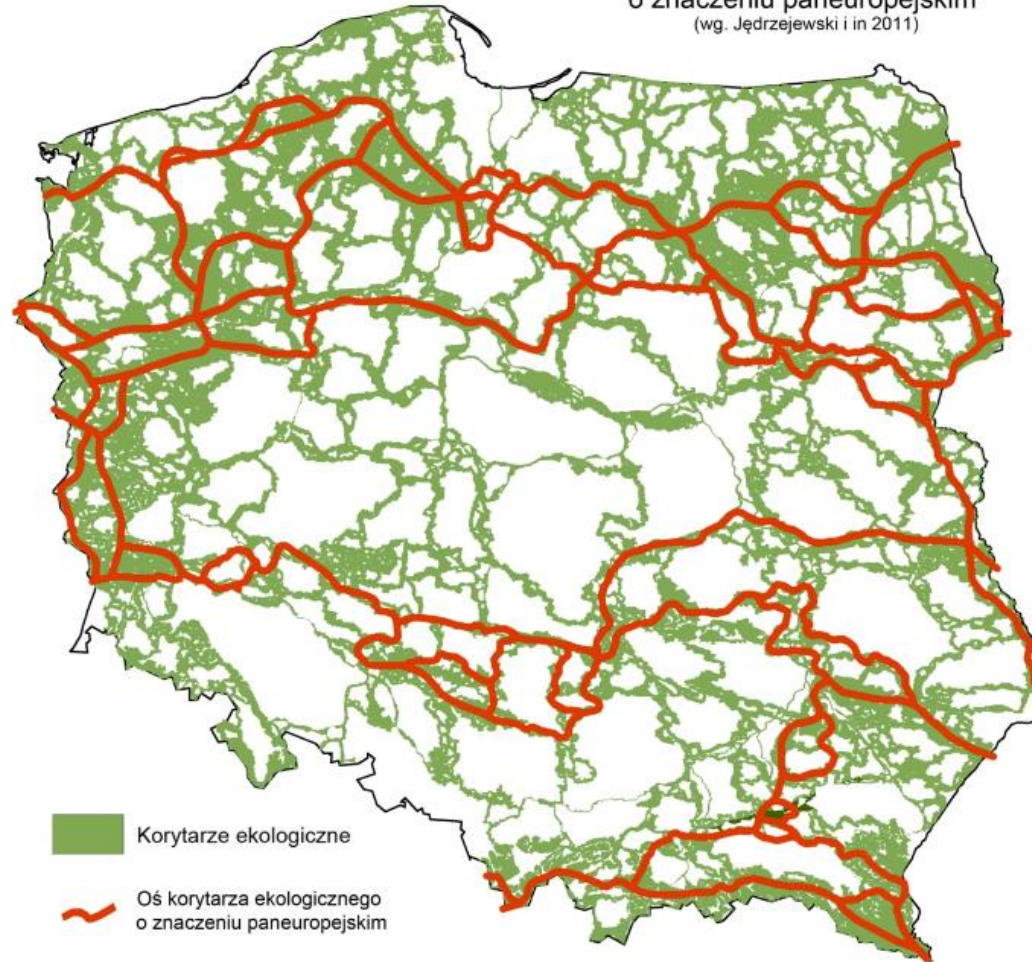 o znaczeniu paneuropejskim
(wg. Jędrzejewski i in 2011)
Korytarze ekologiczne
Oś korytarza ekologicznego
o znaczeniu paneuropejskim